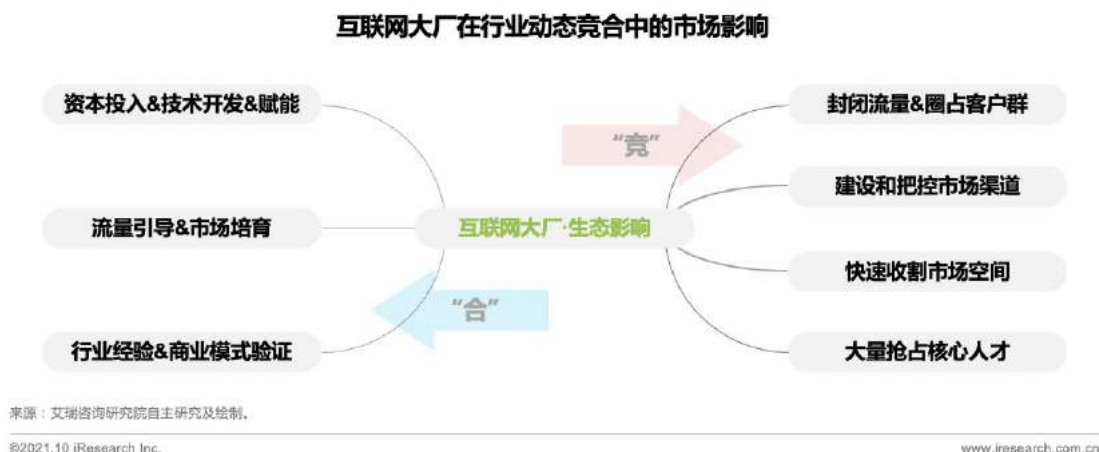 互联网大厂在行业动态竞合中的市场影响
资本投入&技术开发&赋能
封闭流量&圈占客户群
“竞”
建设和把控市场渠道
流量引导&市场培育
互联网大厂·生态影响
快速收割市场空间
“合”
行业经验&商业模式验证
大量抢占核心人才
来源：艾瑞咨询研究院自主研究及绘制。
©2021.10 iResearch Inc.
www.iresearch.com.cn